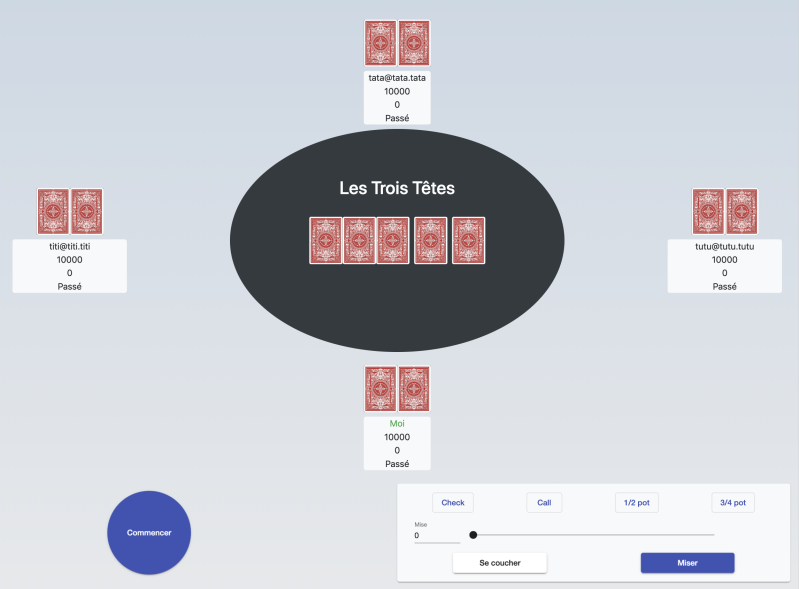 tata@tata.tata
10000
0
Passé
Les Trois Têtes
titi@titi.titi
10000
0
Passé
tutu@tutu.tutu
10000
0
Passé
Moi
10000
0
Passé
Commencer
Check
Call
1/2 pot
3/4 pot
Mise
0
Se coucher
Miser